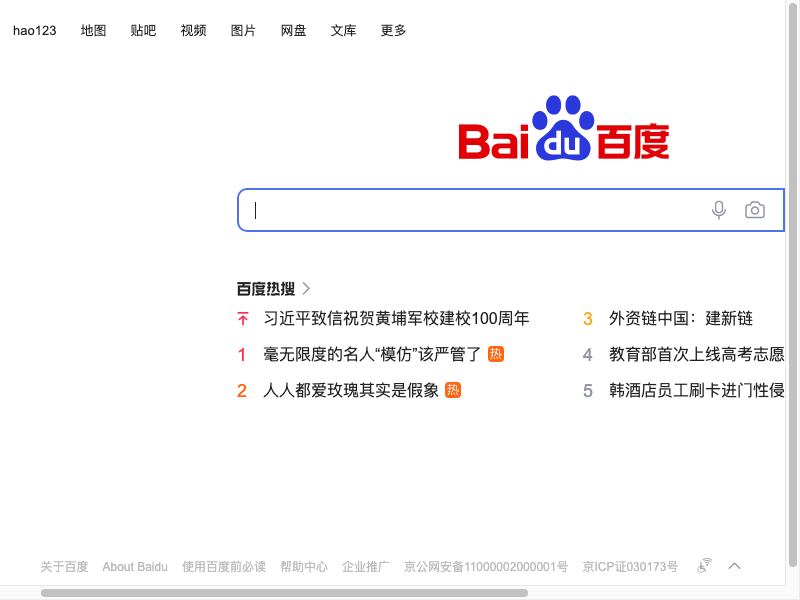 hao123 地图 贴吧 视频 图片 网盘 文库 更多
Bai du 百度
百度热搜
习近平致信祝贺黄埔军校建校100周年
1 毫无限度的名人“模仿”该严管了 热
2 人人都爱玫瑰其实是假象 热
3 外资链中国：建新链
4 教育部首次上线高考志愿
5 韩酒店员工刷卡进门性侵
关于百度 About Baidu 使用百度前必读 帮助中心 企业推广 京公网安备11000002000001号 京ICP证030173号